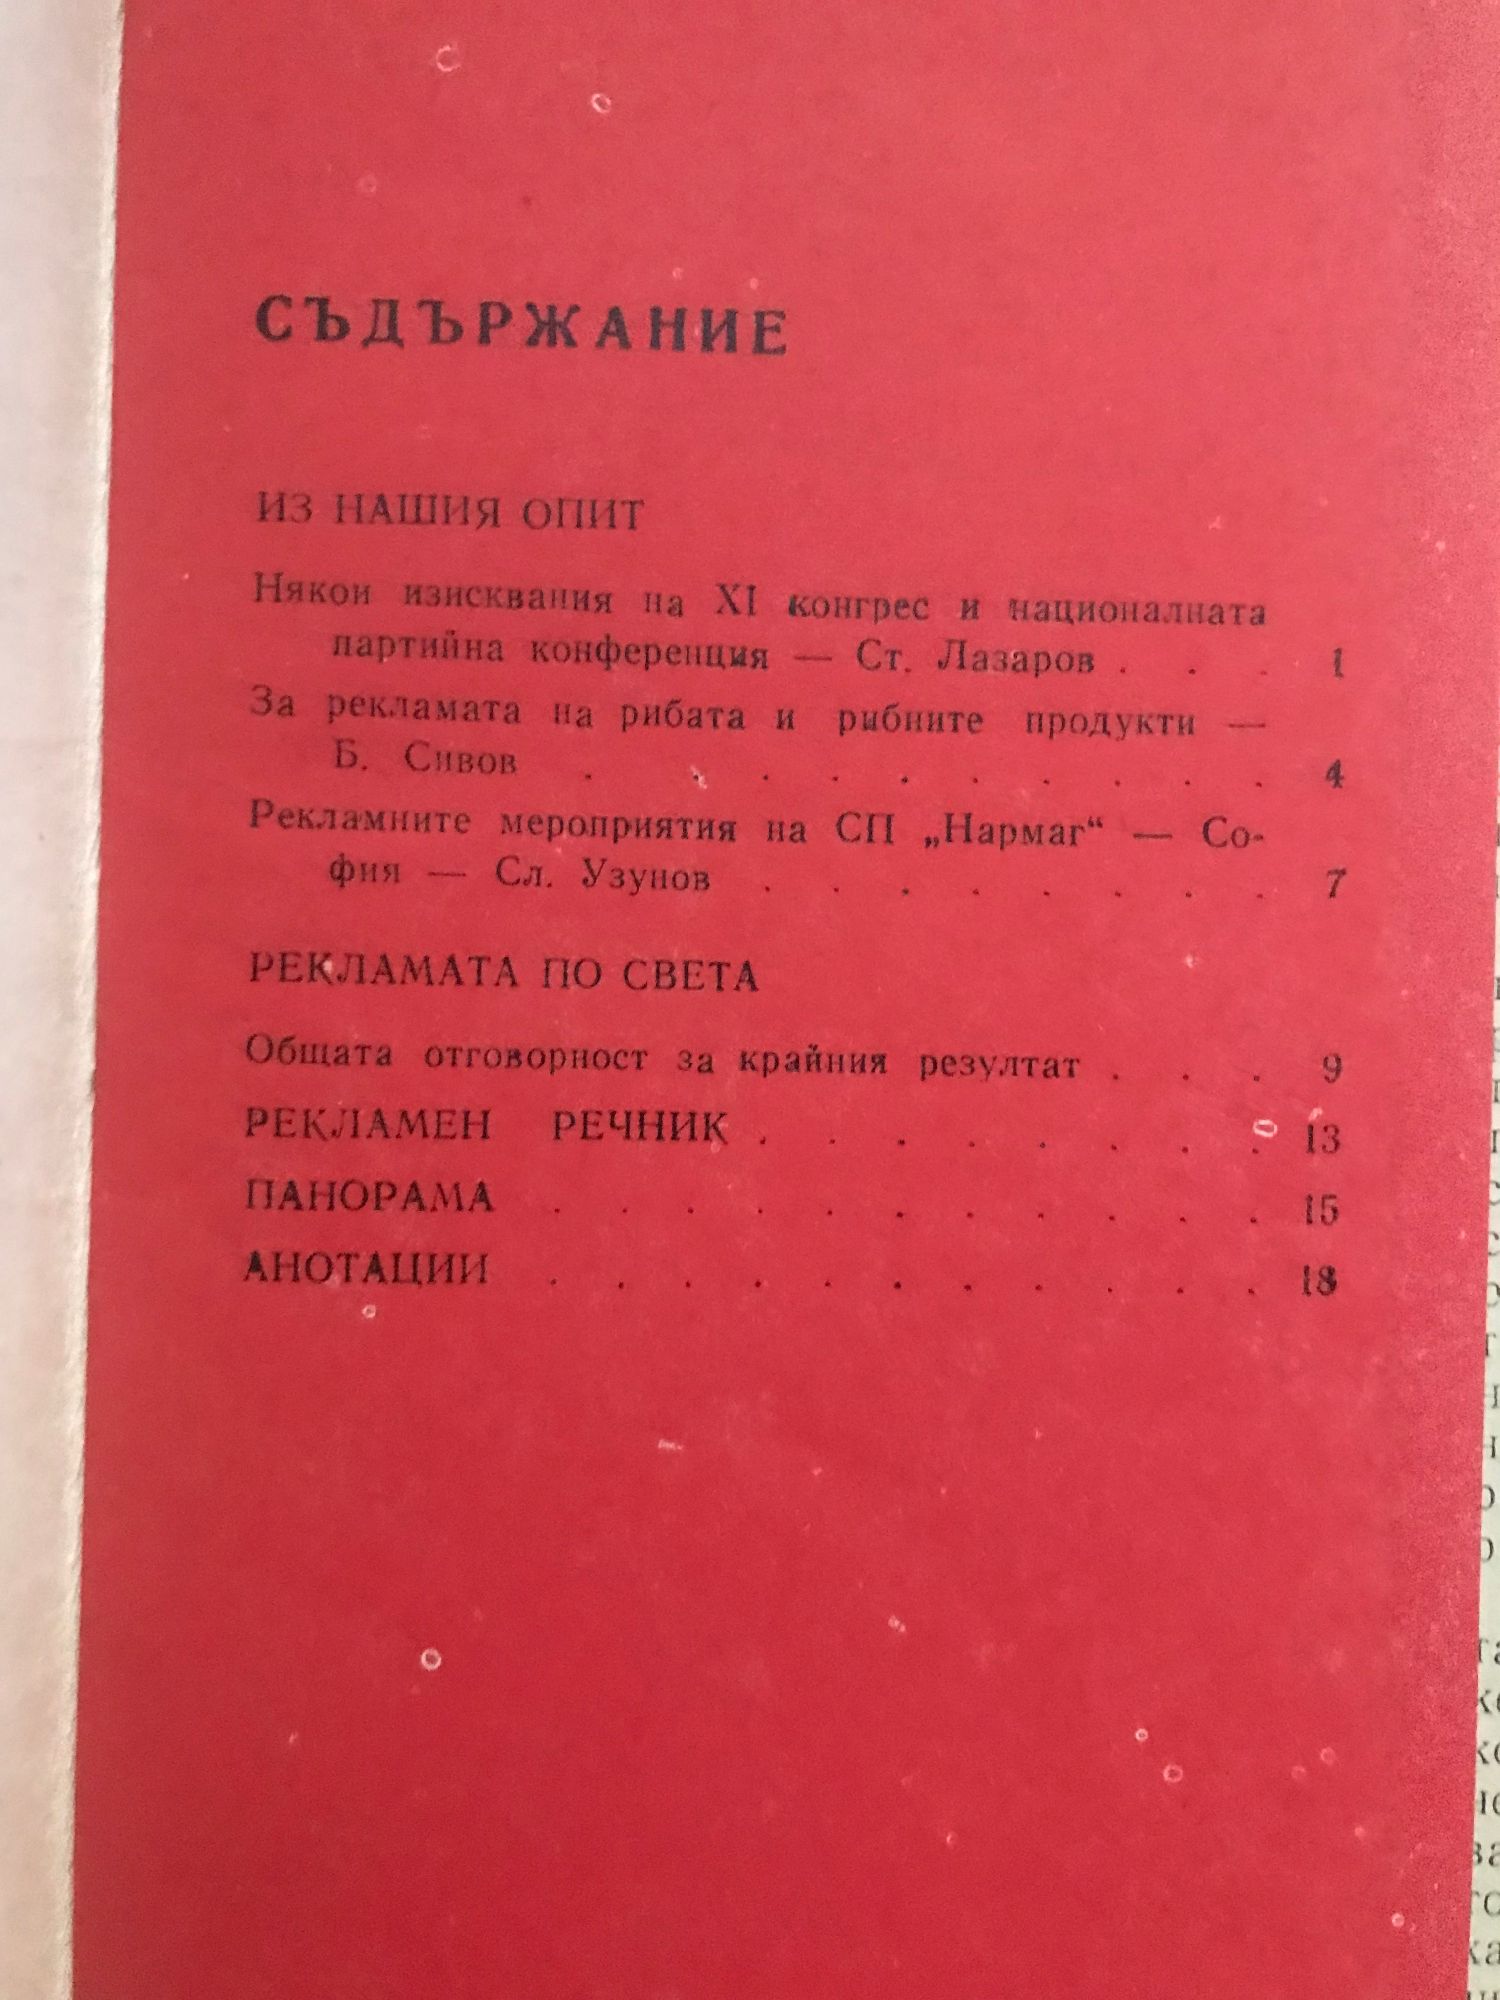 СЪДЪРЖАНИЕ
ИЗ НАШИЯ ОПИТ
Някои изисквания на XI конгрес и националната
партийна конференция — Ст. Лазаров . . . 1
За рекламата на рибата и рибните продукти —
Б. Сивов . . . . . . . . . . 4
Рекламните мероприятия на СП „Нармаг“ — Со-
фия — Сл. Узунов . . . . . . . . 7
РЕКЛАМАТА ПО СВЕТА
Общата отговорност за крайния резултат . . . 9
РЕКЛАМЕН РЕЧНИК . . . . . . . . 13
ПАНОРАМА . . . . . . . . . . . 15
АНОТАЦИИ . . . . . . . . . . . 18